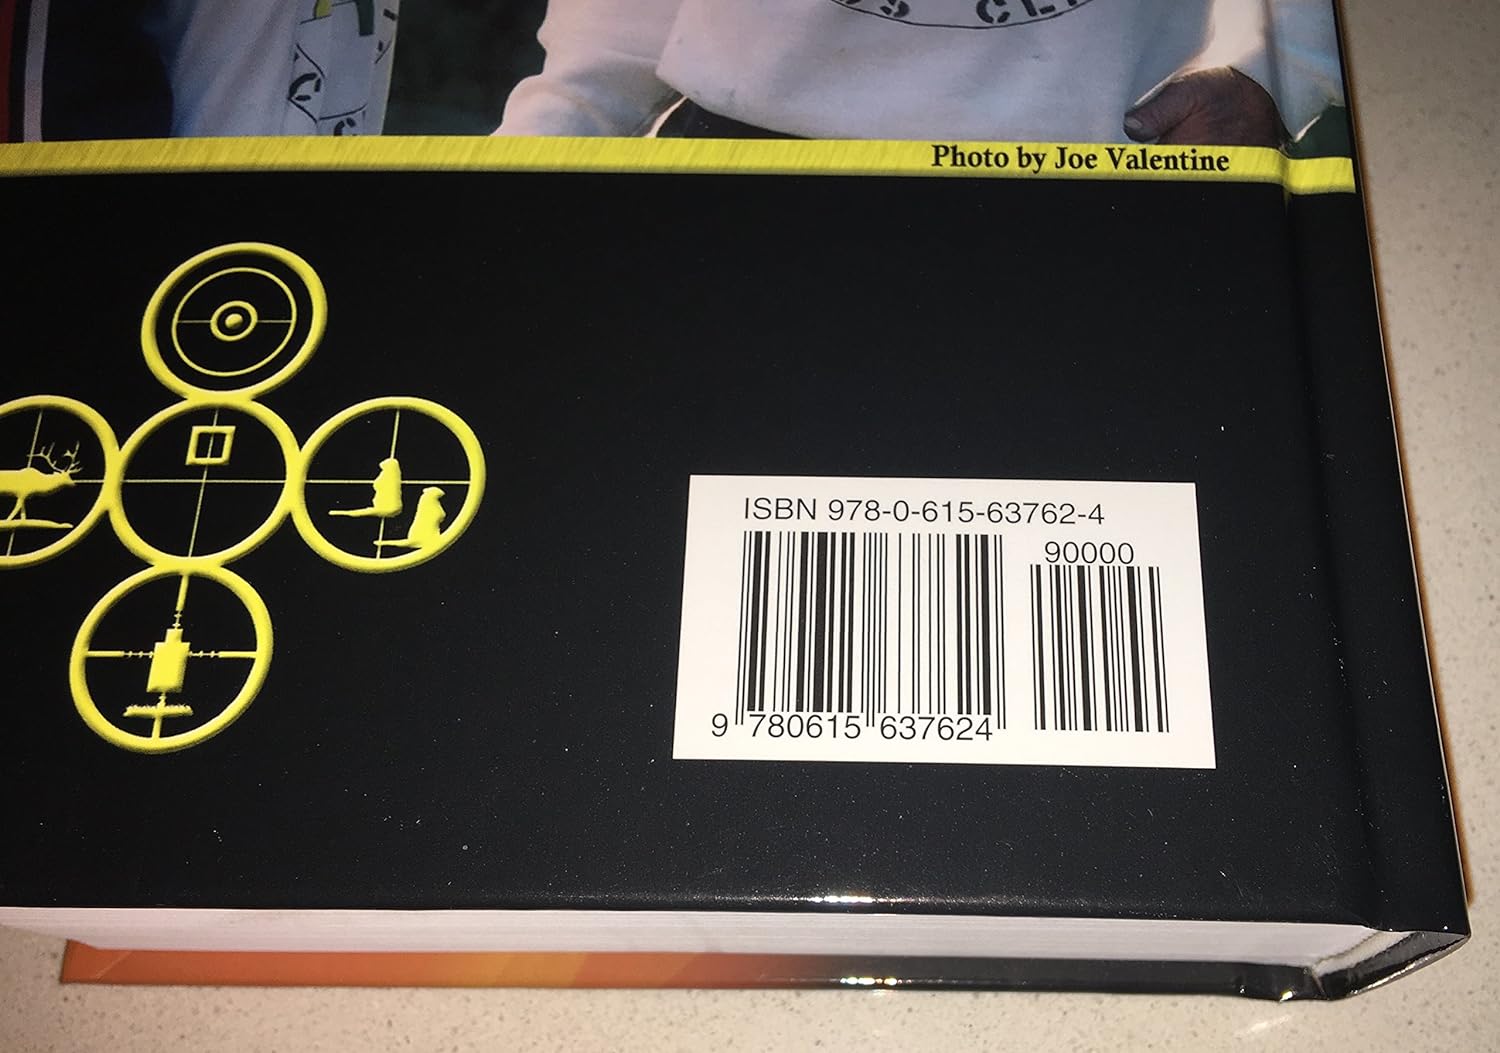 Photo by Joe Valentine
ISBN 978-0-615-63762-4
90000
9 780615 637624